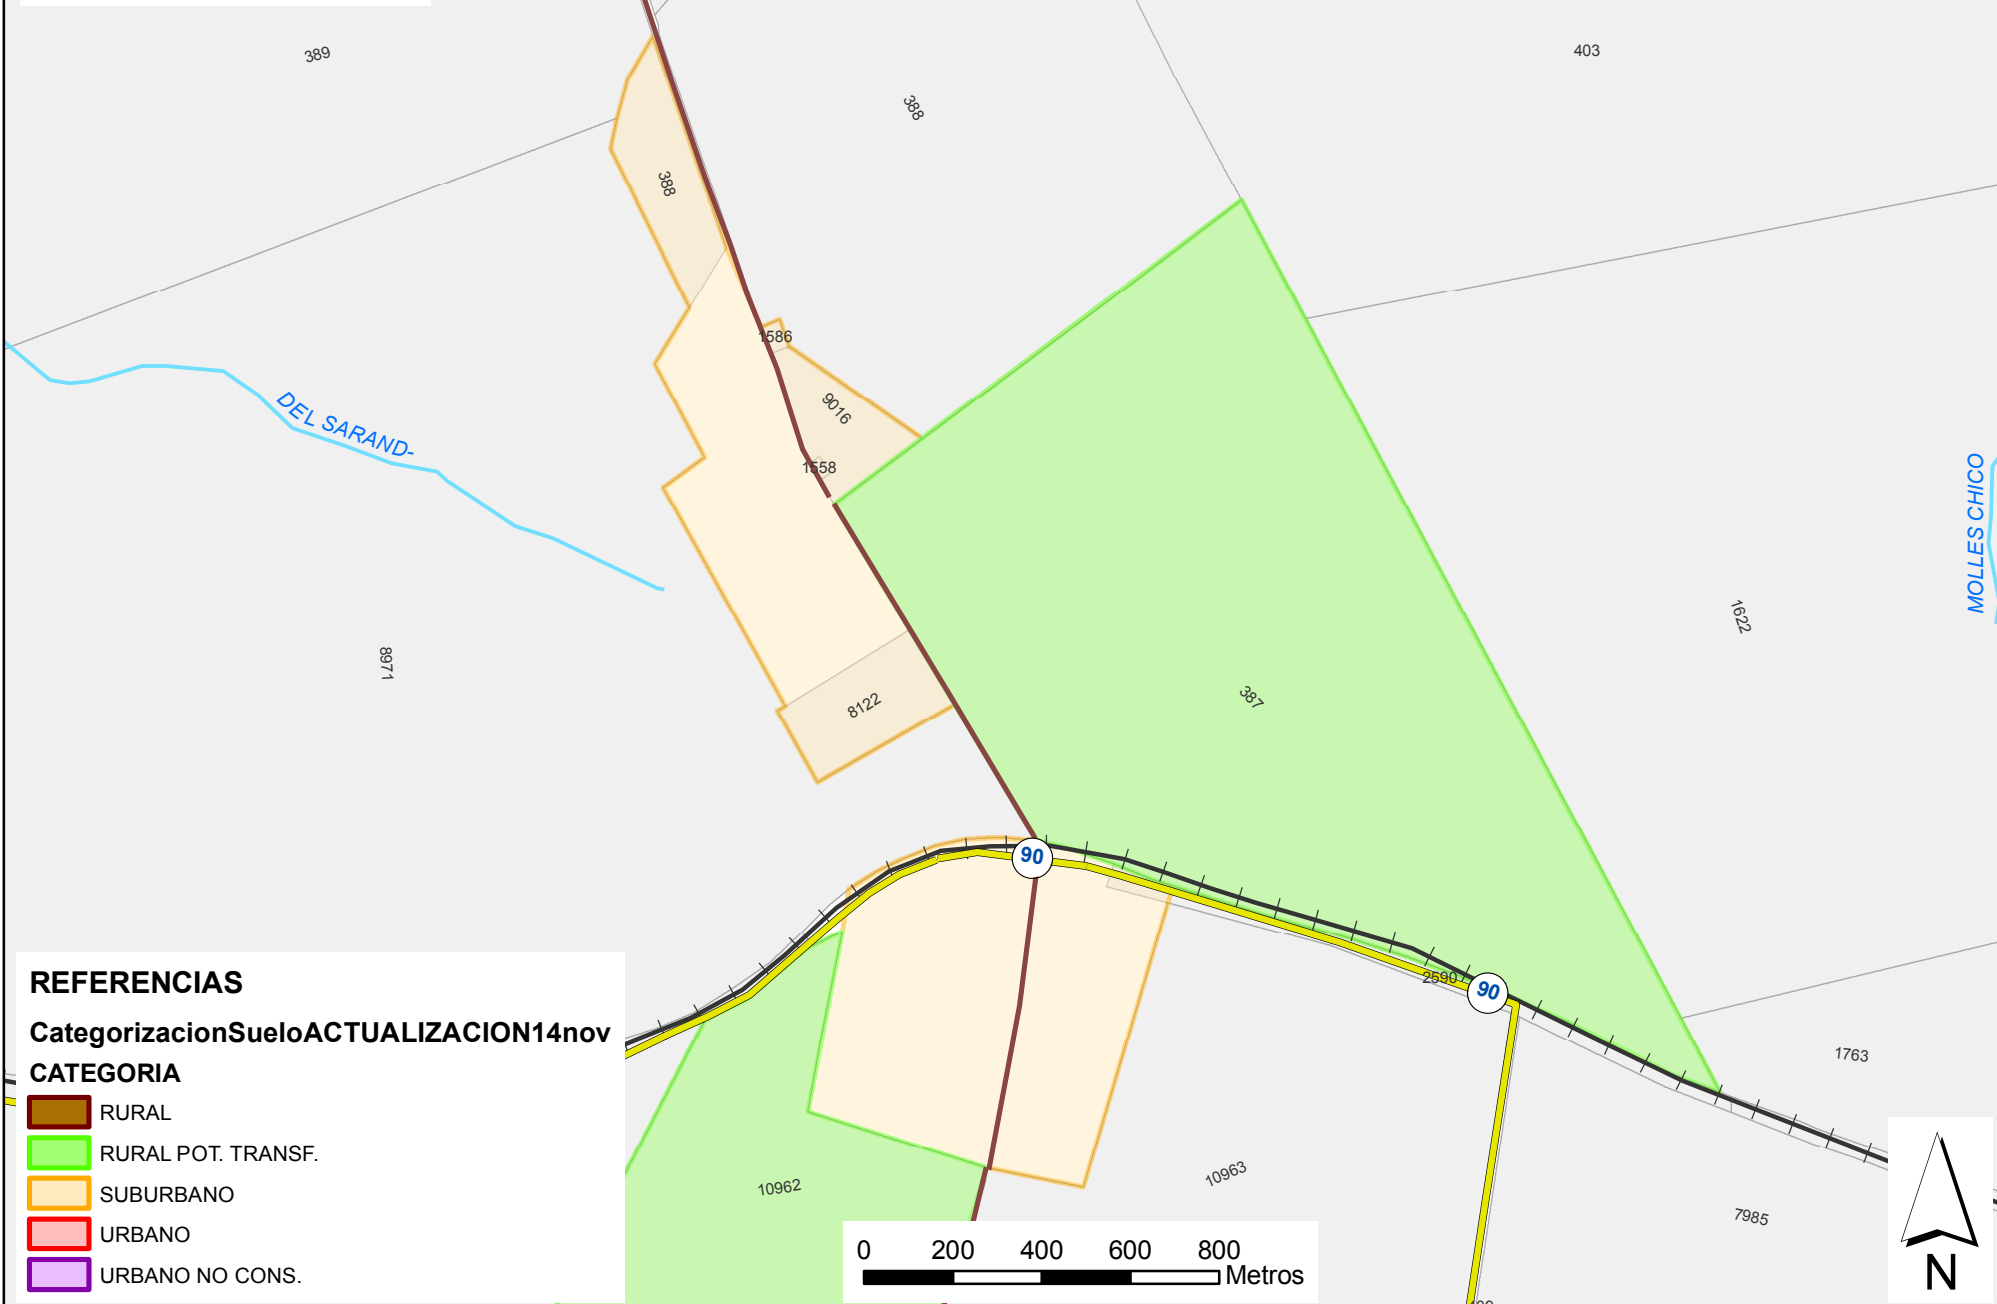 389
403
388
388
1586
9016
DEL SARAND-
1558
MOLLES CHICO
1622
8971
387
8122
90
2590
90
1763
10962
10963
7985
REFERENCIAS
CategorizacionSueloACTUALIZACION14nov
CATEGORIA
RURAL
RURAL POT. TRANSF.
SUBURBANO
URBANO
URBANO NO CONS.
0 200 400 600 800
Metros
N